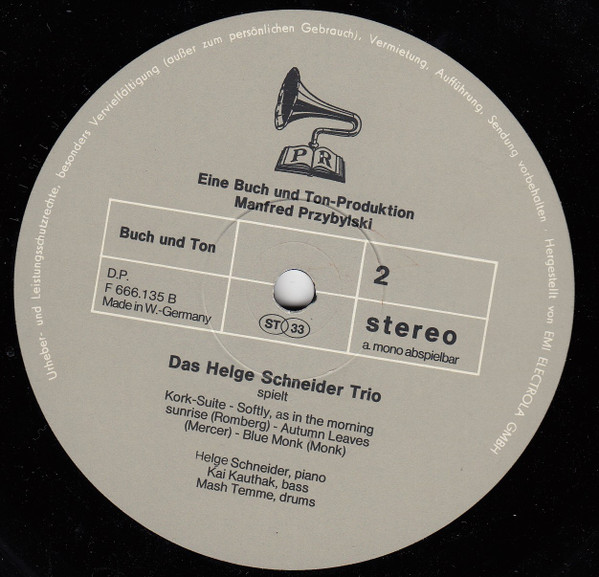 Urheber- und Leistungsschutzrechte, besonders Vervielfältigung (außer zum persönlichen Gebrauch), Vermietung, Aufführung, Sendung vorbehalten. Hergestellt von EMI ELECTROLA GMBH
P R
Eine Buch und Ton-Produktion
Manfred Przybylski
Buch und Ton
2
D.P.
F 666.135 B
Made in W.-Germany
ST 33
stereo
a. mono abspielbar
Das Helge Schneider Trio
spielt
Kork-Suite - Softly, as in the morning
sunrise (Romberg) - Autumn Leaves
(Mercer) - Blue Monk (Monk)
Helge Schneider, piano
Kai Kauthak, bass
Mash Temme, drums